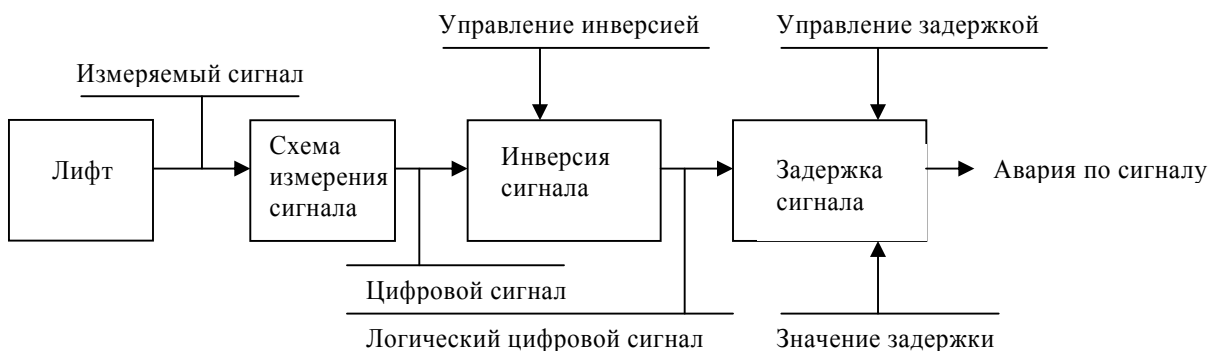 Управление инверсией
Управление задержкой
Измеряемый сигнал
Лифт
Схема
измерения
сигнала
Инверсия
сигнала
Задержка
сигнала
Авария по сигналу
Цифровой сигнал
Логический цифровой сигнал
Значение задержки